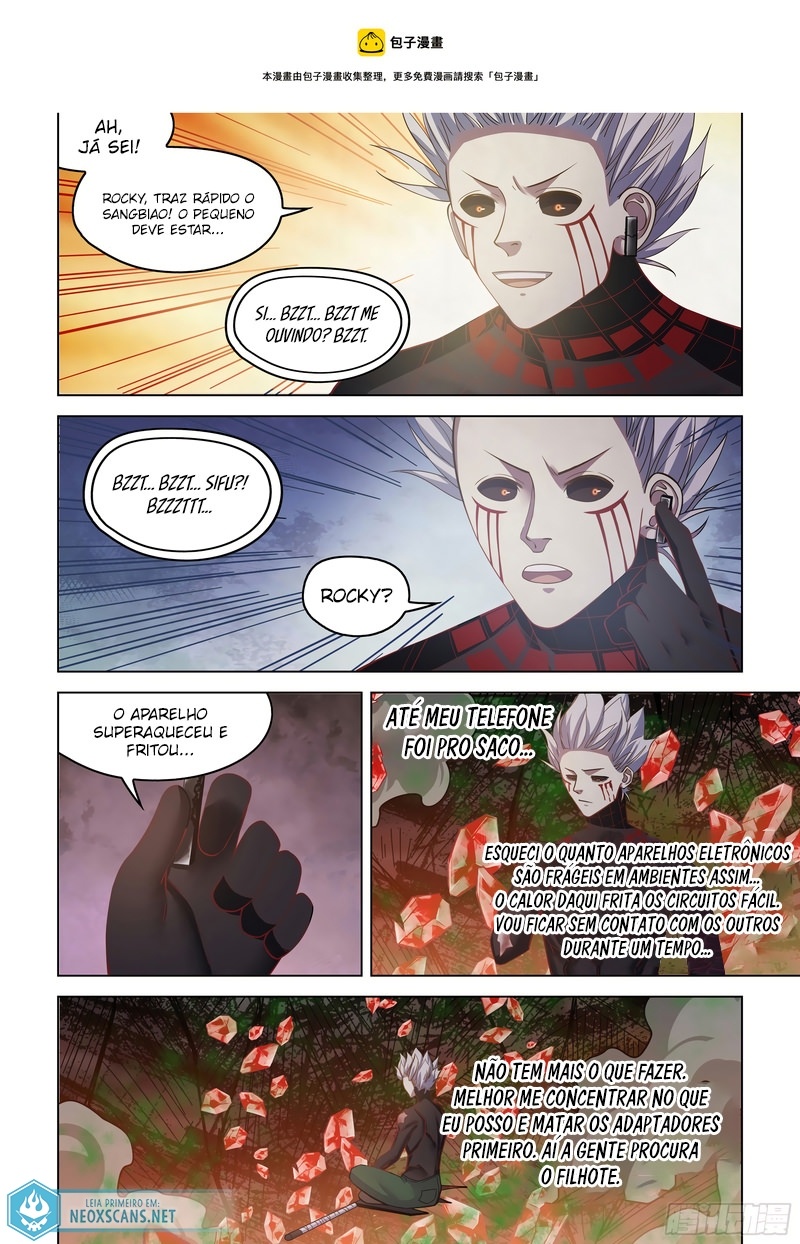 包子漫畫
本漫畫由包子漫畫收集整理，更多免費漫畫請搜索「包子漫畫」
AH,
JÁ SEI!
ROCKY, TRAZ RÁPIDO O
SANGBIAO! O PEQUENO
DEVE ESTAR...
SI... BZZT... BZZT ME
OUVINDO? BZZT.
BZZT... BZZT... SIFU?!
BZZZTTT...
ROCKY?
O APARELHO
SUPERAQUECEU E
FRITOU...
ATÉ MEU TELEFONE
FOI PRO SACO...
ESQUECI O QUANTO APARELHOS ELETRÔNICOS
SÃO FRÁGEIS EM AMBIENTES ASSIM...
O CALOR DAQUI FRITA OS CIRCUITOS FÁCIL.
VOU FICAR SEM CONTATO COM OS OUTROS
DURANTE UM TEMPO...
NÃO TEM MAIS O QUE FAZER.
MELHOR ME CONCENTRAR NO QUE
EU POSSO E MATAR OS ADAPTADORES
PRIMEIRO. AÍ A GENTE PROCURA
O FILHOTE.
LEIA PRIMEIRO EM:
NEOXSCANS.NET